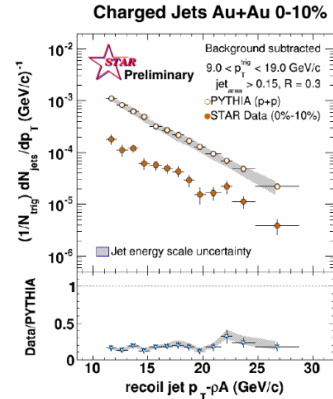 Charged Jets Au+Au 0-10%
STAR
Preliminary
Background subtracted
9.0 < p_T^trig < 19.0 GeV/c
jet_area > 0.15, R = 0.3
PYTHIA (p+p)
STAR Data (0%-10%)
(1/N_trig) dN_jets/dp_T (GeV/c)^-1
10^-2
10^-3
10^-4
10^-5
10^-6
Jet energy scale uncertainty
Data/PYTHIA
1
0.5
0
10 15 20 25 30
recoil jet p_T-ρA (GeV/c)